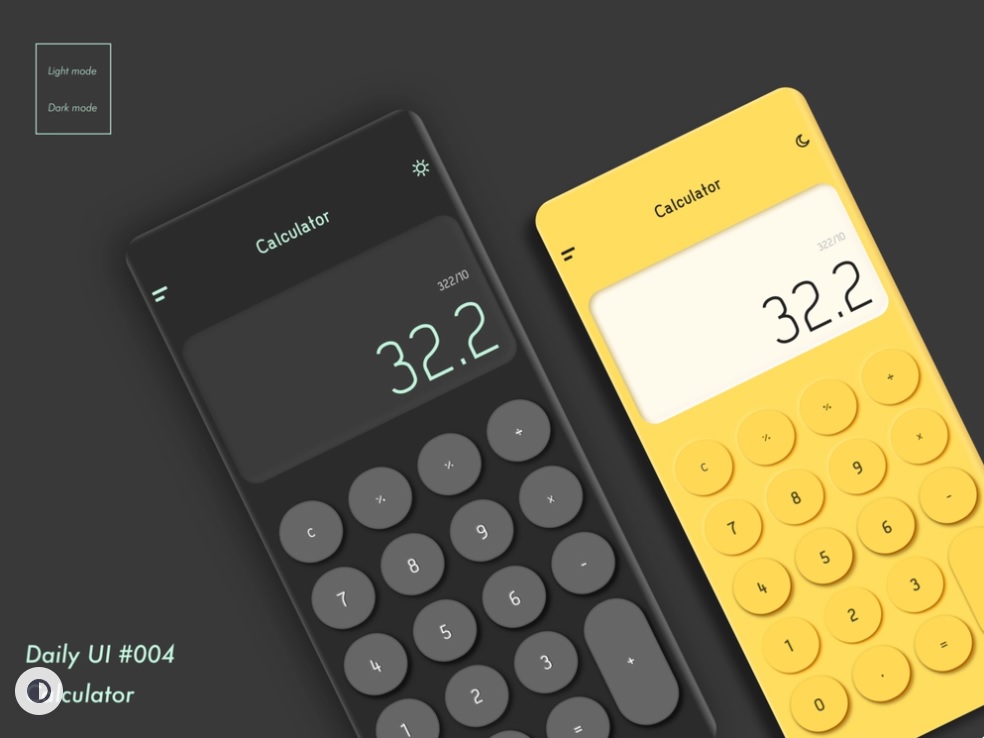 Light mode
Dark mode
Calculator
322/10
32.2
c % % ÷
7 8 9 x
4 5 6 -
1 2 3 +
=
Calculator
322/10
32.2
c % +
7 8 9 x
4 5 6 -
1 2 3
0 . =
Daily UI #004
lculator